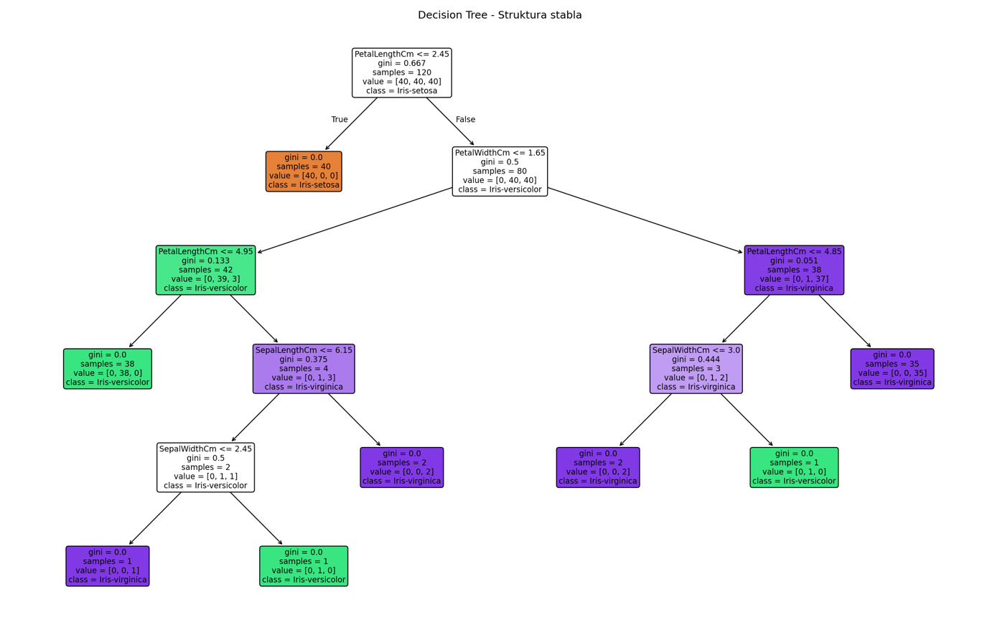 Decision Tree - Struktura stabla
PetalLengthCm <= 2.45
gini = 0.667
samples = 120
value = [40, 40, 40]
class = Iris-setosa
True
False
gini = 0.0
samples = 40
value = [40, 0, 0]
class = Iris-setosa
PetalWidthCm <= 1.65
gini = 0.5
samples = 80
value = [0, 40, 40]
class = Iris-versicolor
PetalLengthCm <= 4.95
gini = 0.133
samples = 42
value = [0, 39, 3]
class = Iris-versicolor
PetalLengthCm <= 4.85
gini = 0.051
samples = 38
value = [0, 1, 37]
class = Iris-virginica
gini = 0.0
samples = 38
value = [0, 38, 0]
class = Iris-versicolor
SepalLengthCm <= 6.15
gini = 0.375
samples = 4
value = [0, 1, 3]
class = Iris-virginica
SepalWidthCm <= 3.0
gini = 0.444
samples = 3
value = [0, 1, 2]
class = Iris-virginica
gini = 0.0
samples = 35
value = [0, 0, 35]
class = Iris-virginica
SepalWidthCm <= 2.45
gini = 0.5
samples = 2
value = [0, 1, 1]
class = Iris-versicolor
gini = 0.0
samples = 2
value = [0, 0, 2]
class = Iris-virginica
gini = 0.0
samples = 2
value = [0, 0, 2]
class = Iris-virginica
gini = 0.0
samples = 1
value = [0, 1, 0]
class = Iris-versicolor
gini = 0.0
samples = 1
value = [0, 0, 1]
class = Iris-virginica
gini = 0.0
samples = 1
value = [0, 1, 0]
class = Iris-versicolor